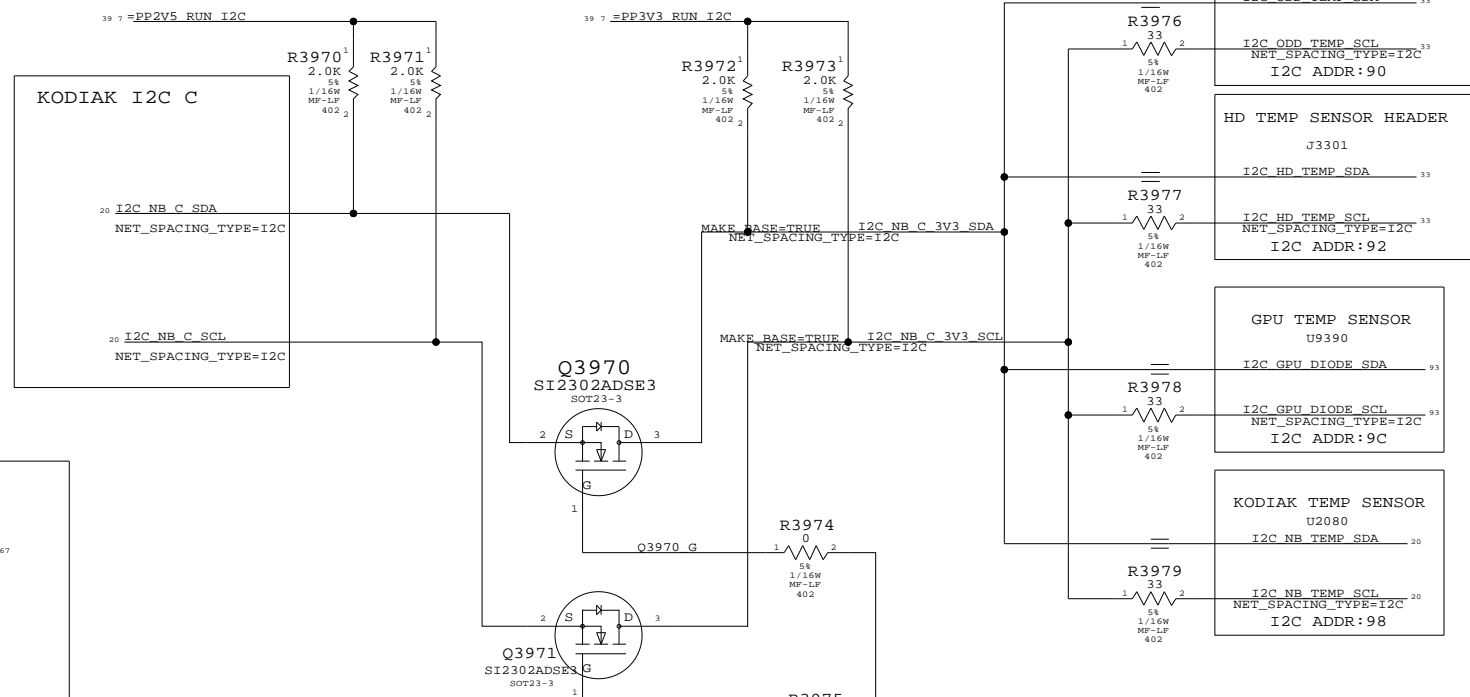 39 7 =PP2V5_RUN_I2C
R3970
1
2.0K
5%
1/16W
MF-LF
402
2
R3971
1
2.0K
5%
1/16W
MF-LF
402
2
KODIAK I2C C
20 I2C_NB_C_SDA
NET_SPACING_TYPE=I2C
20 I2C_NB_C_SCL
NET_SPACING_TYPE=I2C
67
39 7 =PP3V3_RUN_I2C
R3972
1
2.0K
5%
1/16W
MF-LF
402
2
R3973
1
2.0K
5%
1/16W
MF-LF
402
2
MAKE_BASE=TRUE
I2C_NB_C_3V3_SDA
NET_SPACING_TYPE=I2C
MAKE_BASE=TRUE
I2C_NB_C_3V3_SCL
NET_SPACING_TYPE=I2C
Q3970
SI2302ADSE3
SOT23-3
2 S D 3
G
1
Q3970_G
R3974
0
1 2
5%
1/16W
MF-LF
402
2 S D 3
Q3971
SI2302ADSE3
G
SOT23-3
1
33
R3976
33
1 2
5%
1/16W
MF-LF
402
I2C_ODD_TEMP_SCL 33
NET_SPACING_TYPE=I2C
I2C ADDR:90
HD TEMP SENSOR HEADER
J3301
I2C_HD_TEMP_SDA 33
R3977
33
1 2
5%
1/16W
MF-LF
402
I2C_HD_TEMP_SCL 33
NET_SPACING_TYPE=I2C
I2C ADDR:92
GPU TEMP SENSOR
U9390
I2C_GPU_DIODE_SDA 93
R3978
33
1 2
5%
1/16W
MF-LF
402
I2C_GPU_DIODE_SCL 93
NET_SPACING_TYPE=I2C
I2C ADDR:9C
KODIAK TEMP SENSOR
U2080
I2C_NB_TEMP_SDA 20
R3979
33
1 2
5%
1/16W
MF-LF
402
I2C_NB_TEMP_SCL 20
NET_SPACING_TYPE=I2C
I2C ADDR:98